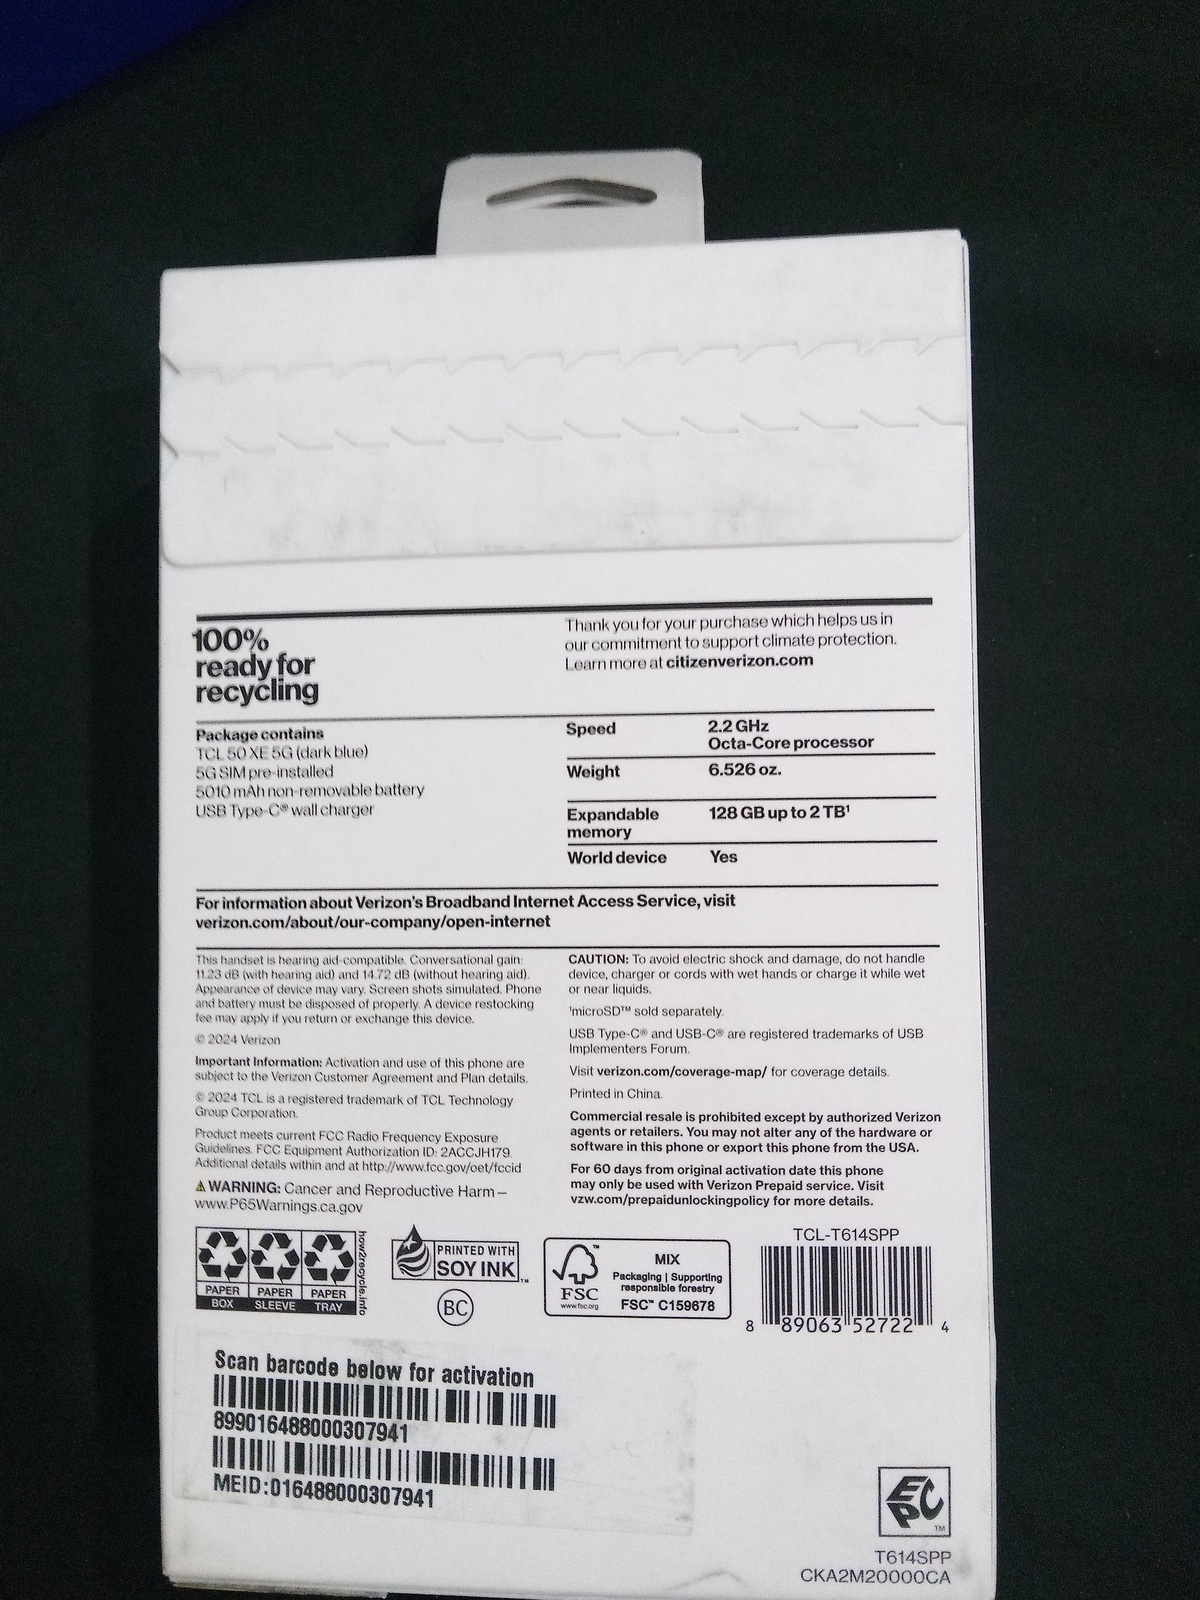 100%
ready for
recycling
Thank you for your purchase which helps us in
our commitment to support climate protection.
Learn more at citizenverizon.com
Package contains
TCL 50 XE 5G (dark blue)
5G SIM pre-installed
5010 mAh non-removable battery
USB Type-C® wall charger
Speed 2.2 GHz
Octa-Core processor
Weight 6.526 oz.
Expandable 128 GB up to 2 TB¹
memory
World device Yes
For information about Verizon's Broadband Internet Access Service, visit
verizon.com/about/our-company/open-internet
This handset is hearing aid-compatible. Conversational gain:
11.23 dB (with hearing aid) and 14.72 dB (without hearing aid).
Appearance of device may vary. Screen shots simulated. Phone
and battery must be disposed of properly. A device restocking
fee may apply if you return or exchange this device.
© 2024 Verizon
Important Information: Activation and use of this phone are
subject to the Verizon Customer Agreement and Plan details.
© 2024 TCL is a registered trademark of TCL Technology
Group Corporation.
Product meets current FCC Radio Frequency Exposure
Guidelines. FCC Equipment Authorization ID: 2ACCJH179.
Additional details within and at http://www.fcc.gov/oet/fccid
⚠WARNING: Cancer and Reproductive Harm –
www.P65Warnings.ca.gov
CAUTION: To avoid electric shock and damage, do not handle
device, charger or cords with wet hands or charge it while wet
or near liquids.
¹microSD™ sold separately.
USB Type-C® and USB-C® are registered trademarks of USB
Implementers Forum.
Visit verizon.com/coverage-map/ for coverage details.
Printed in China.
Commercial resale is prohibited except by authorized Verizon
agents or retailers. You may not alter any of the hardware or
software in this phone or export this phone from the USA.
For 60 days from original activation date this phone
may only be used with Verizon Prepaid service. Visit
vzw.com/prepaidunlockingpolicy for more details.
PAPER PAPER PAPER
BOX SLEEVE TRAY
how2recycle.info
PRINTED WITH
SOY INK™
BC
FSC
www.fsc.org
MIX
Packaging | Supporting
responsible forestry
FSC™ C159678
TCL-T614SPP
8 89063 52722 4
Scan barcode below for activation
899016488000307941
MEID:016488000307941
EPC
T614SPP
CKA2M20000CA